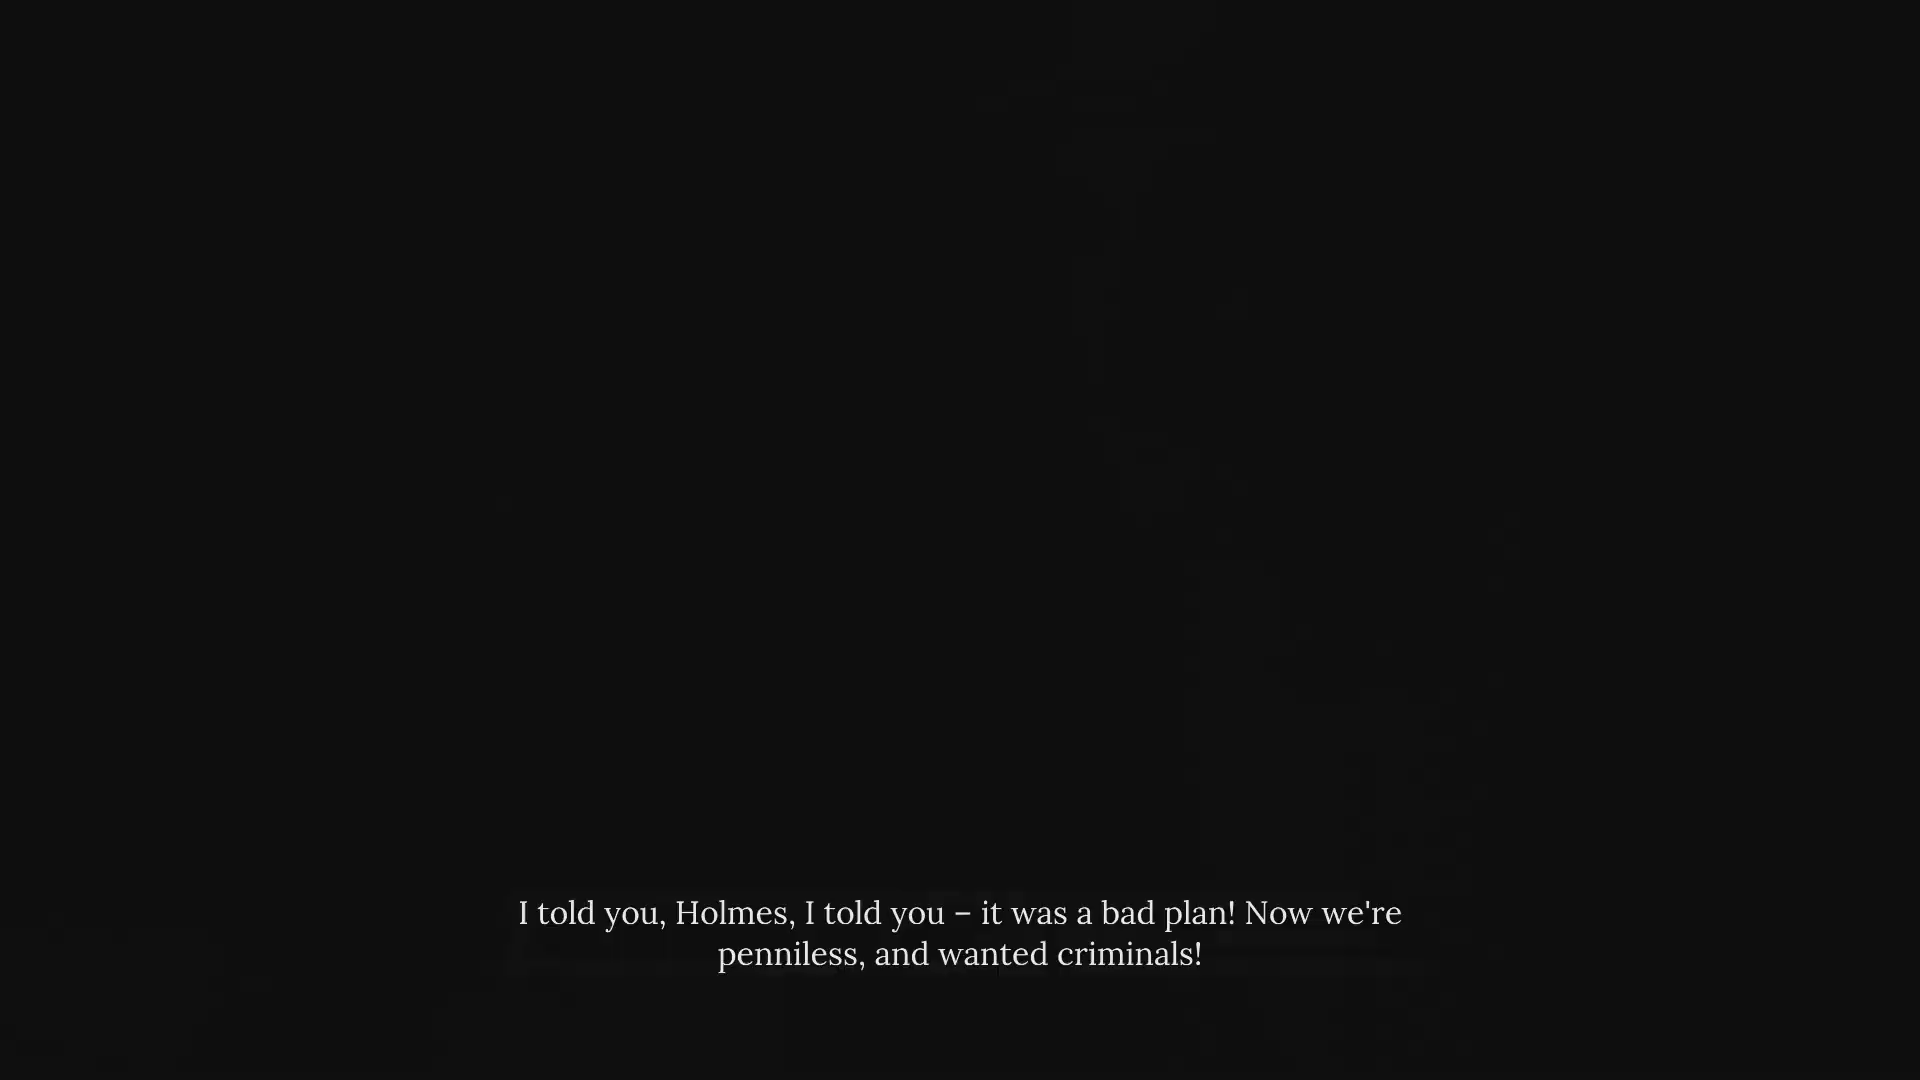 I told you, Holmes, I told you – it was a bad plan! Now we're
penniless, and wanted criminals!